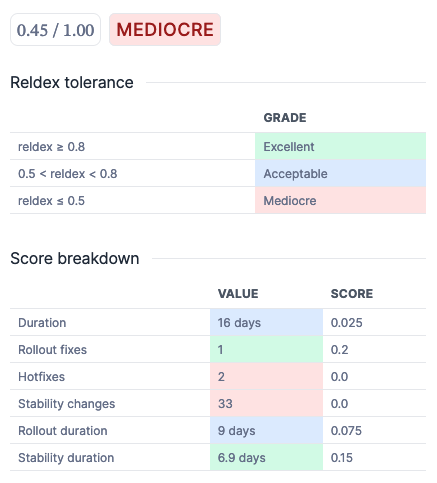 0.45 / 1.00 MEDIOCRE
Reldex tolerance
GRADE
reldex ≥ 0.8 Excellent
0.5 < reldex < 0.8 Acceptable
reldex ≤ 0.5 Mediocre
Score breakdown
VALUE SCORE
Duration 16 days 0.025
Rollout fixes 1 0.2
Hotfixes 2 0.0
Stability changes 33 0.0
Rollout duration 9 days 0.075
Stability duration 6.9 days 0.15